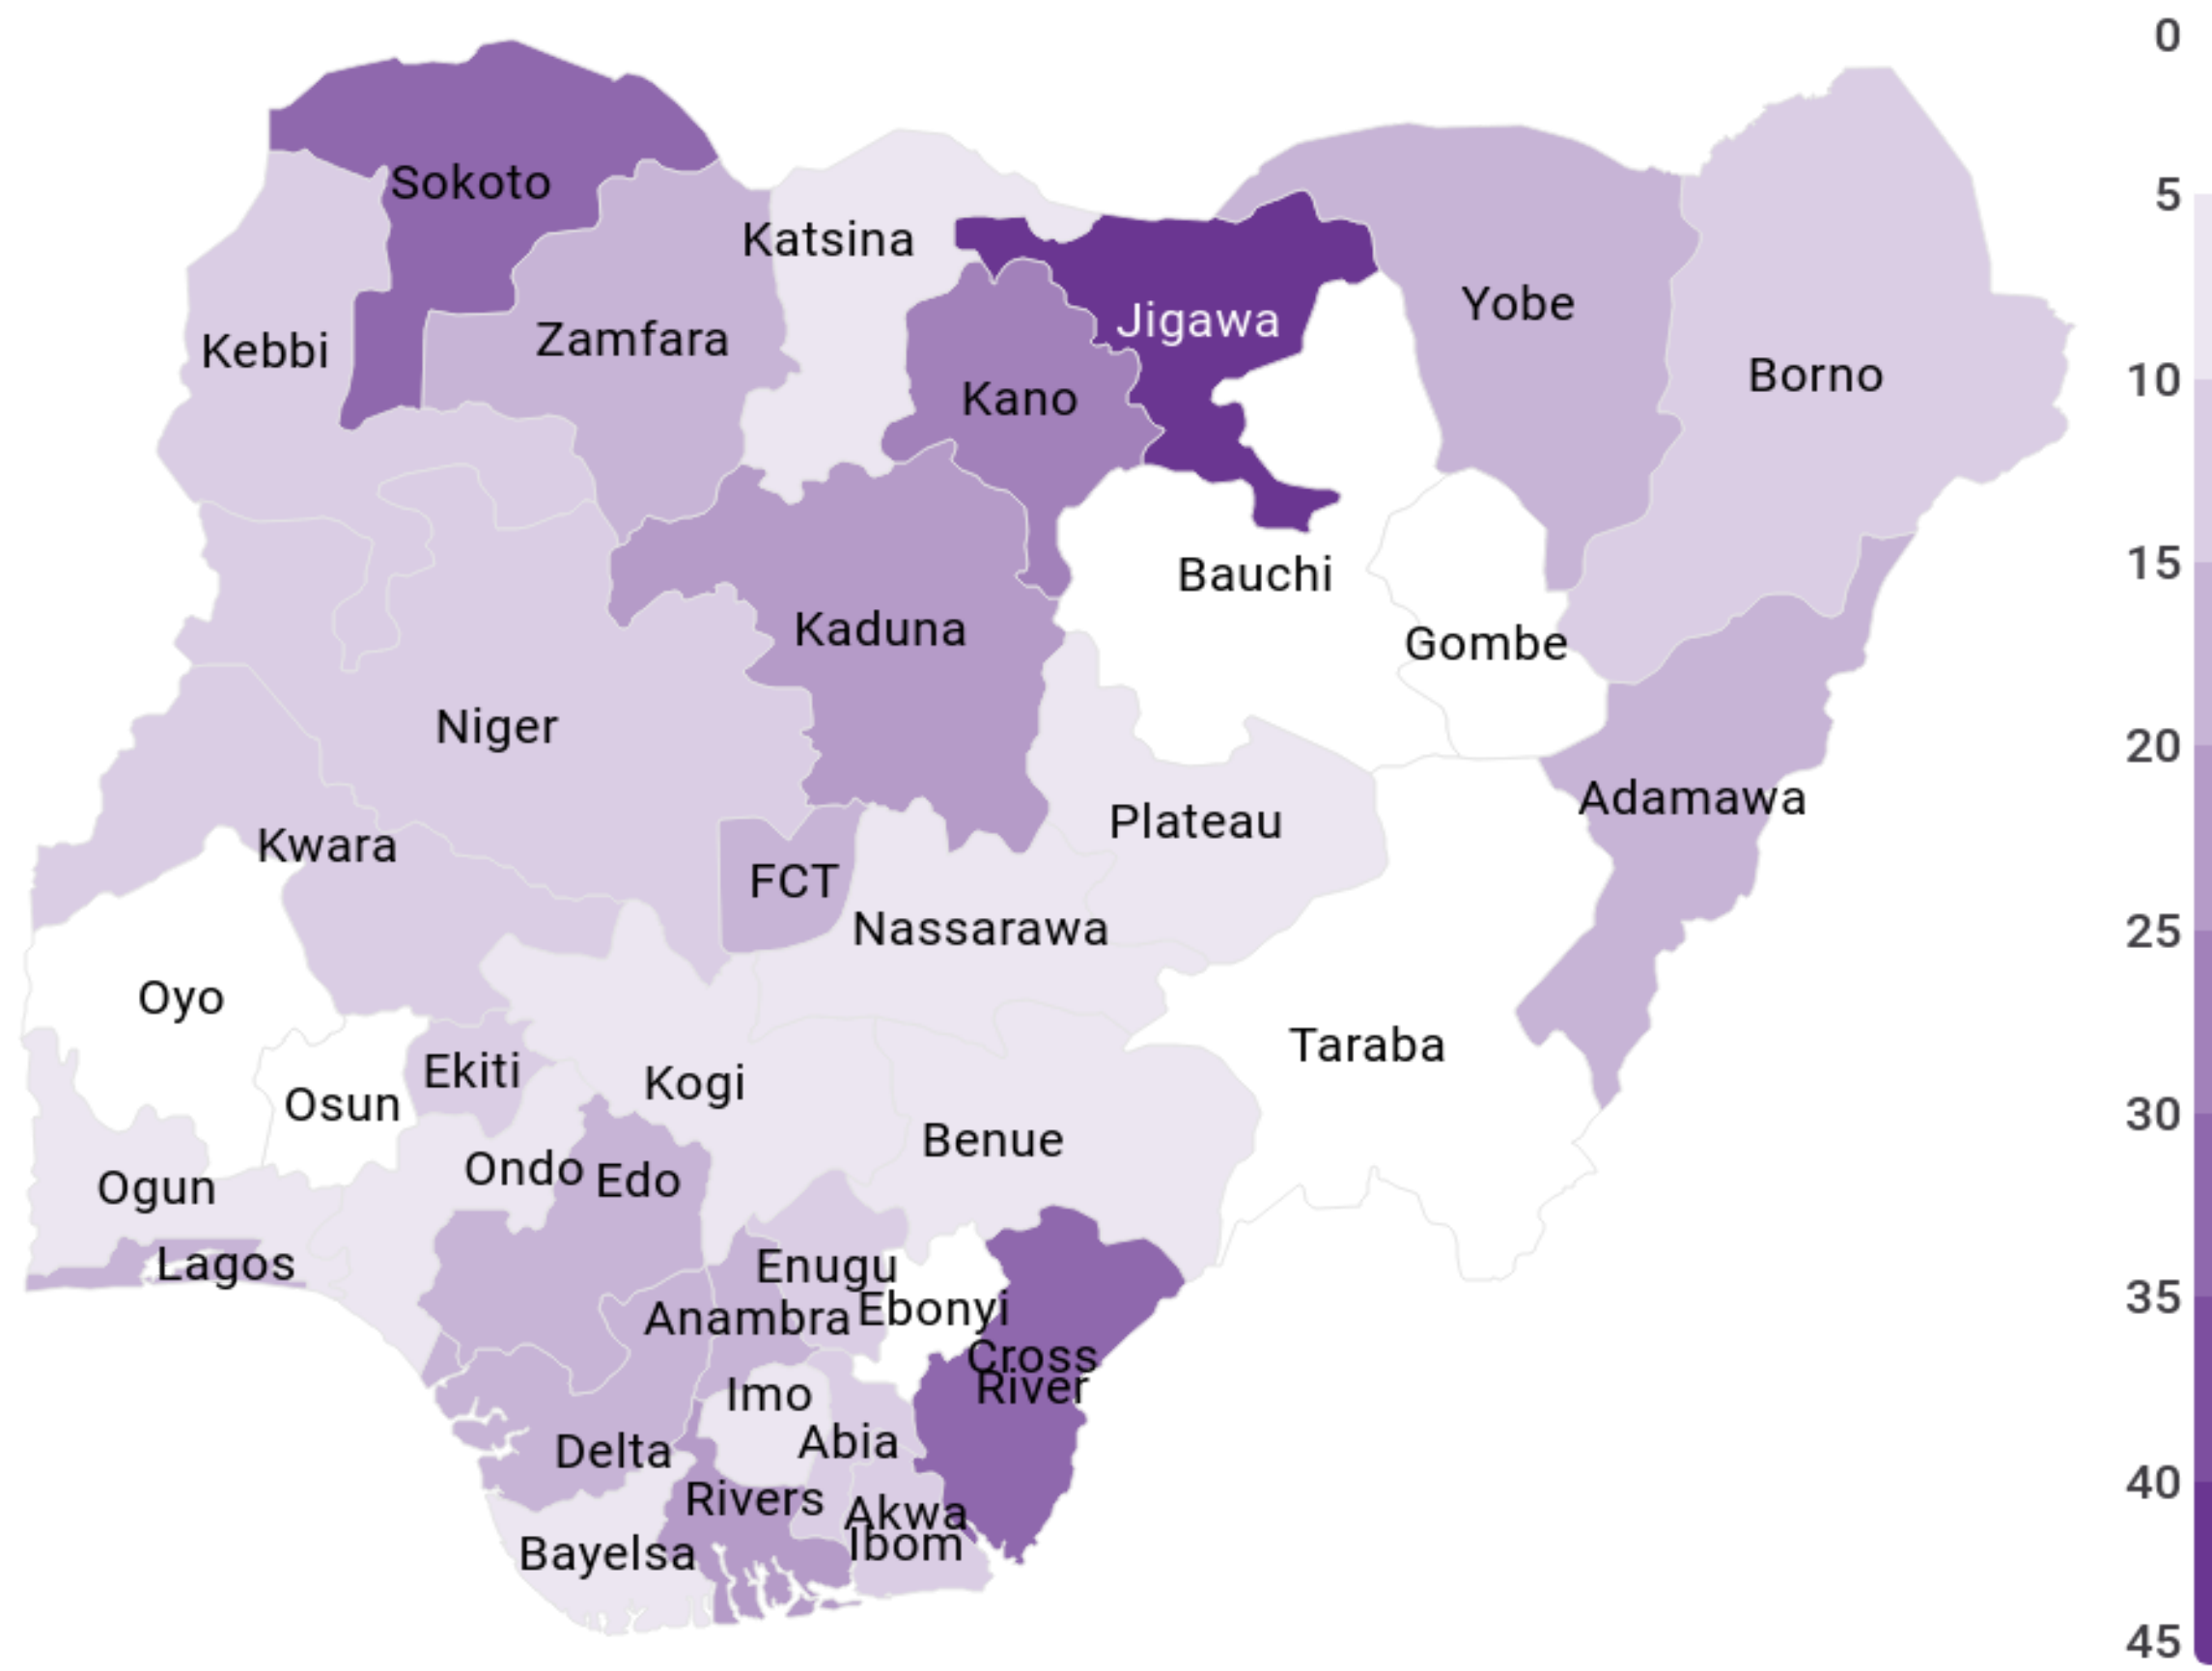 0
5
10
15
20
25
30
35
40
45
Sokoto
Katsina
Jigawa
Yobe
Kebbi
Zamfara
Kano
Borno
Bauchi
Kaduna
Gombe
Niger
Adamawa
Plateau
Kwara
FCT
Nassarawa
Oyo
Taraba
Ekiti
Kogi
Osun
Benue
Ondo
Edo
Ogun
Lagos
Enugu
Anambra
Ebonyi
Cross
River
Imo
Abia
Delta
Rivers
Akwa
Ibom
Bayelsa